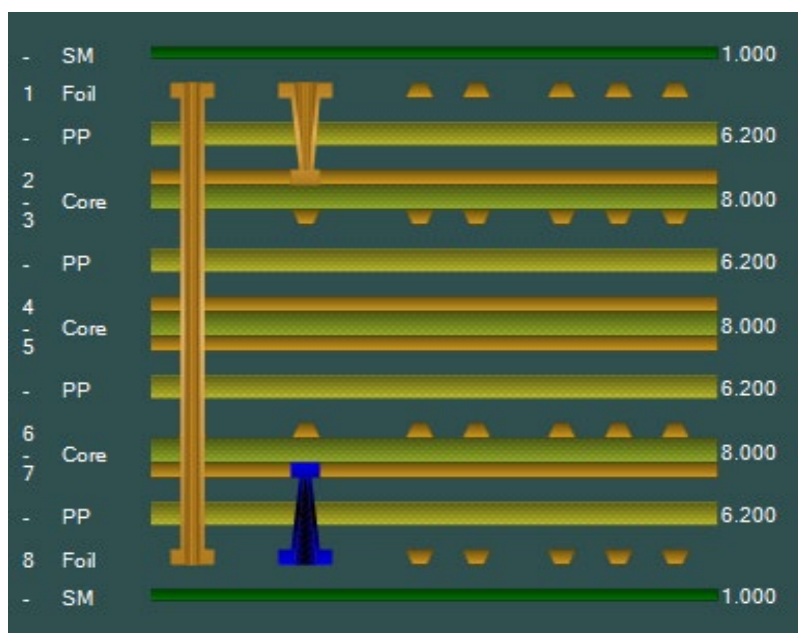 - SM 1.000
1 Foil
- PP 6.200
2
- Core 8.000
3
- PP 6.200
4
- Core 8.000
5
- PP 6.200
6
- Core 8.000
7
- PP 6.200
8 Foil
- SM 1.000